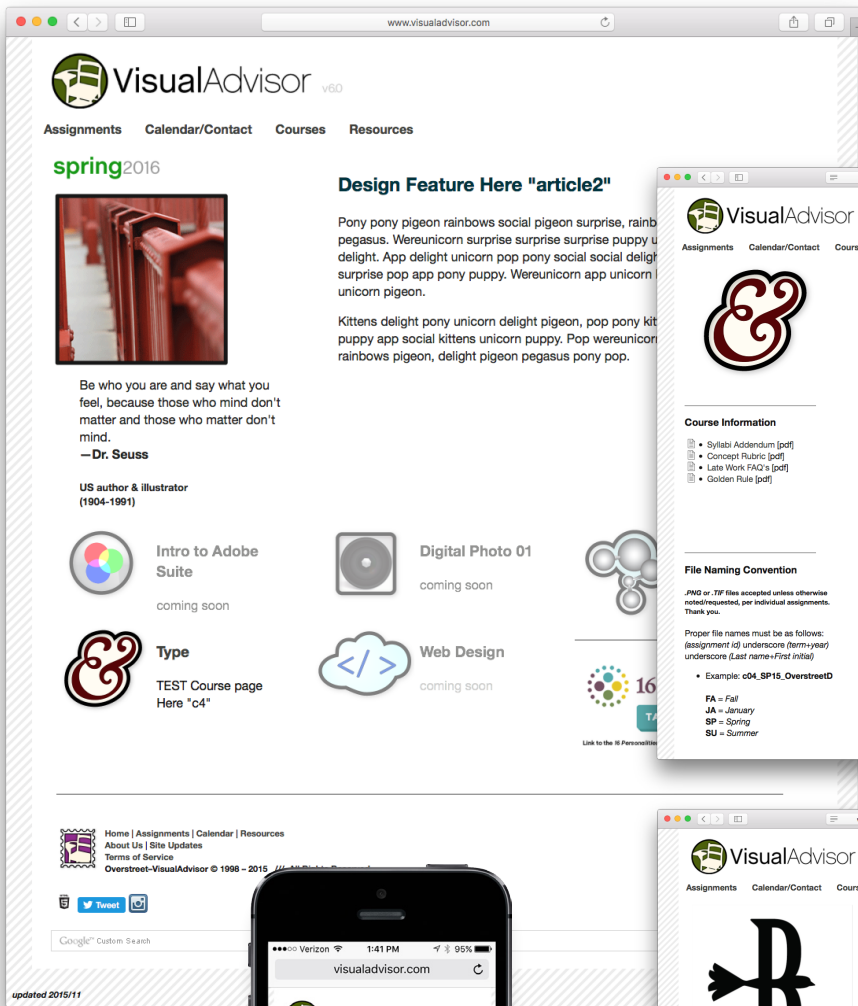 www.visualadvisor.com
VisualAdvisor v6.0
Assignments Calendar/Contact Courses Resources
spring2016
Design Feature Here "article2"
Pony pony pigeon rainbows social pigeon surprise,
pegasus. Wereunicorn surprise surprise surprise puppy
delight. App delight unicorn pop pony social social
surprise pop app pony puppy. Wereunicorn app unicorn
unicorn pigeon.
Kittens delight pony unicorn delight pigeon, pop pony
puppy app social kittens unicorn puppy. Pop
rainbows pigeon, delight pigeon pegasus pony pop.
Be who you are and say what you
feel, because those who mind don't
matter and those who matter don't
mind.
—Dr. Seuss
US author & illustrator
(1904-1991)
Intro to Adobe
Suite
coming soon
Digital Photo 01
coming soon
&
Type
TEST Course page
Here "c4"
</>
Web Design
coming soon
16
Link to the 16 Personalities
Home | Assignments | Calendar | Resources
About Us | Site Updates
Terms of Service
Overstreet–VisualAdvisor © 1998 – 2015 ///
5
Tweet
Google™ Custom Search
updated 2015/11
VisualAdvisor
Assignments Calendar/Contact
&
Course Information
• Syllabi Addendum [pdf]
• Concept Rubric [pdf]
• Late Work FAQ's [pdf]
• Golden Rule [pdf]
File Naming Convention
.PNG or .TIF files accepted unless otherwise
noted/requested, per individual assignments.
Thank you.
Proper file names must be as follows:
(assignment id) underscore (term+year)
underscore (Last name+First initial)
• Example: c04_SP15_OverstreetD
FA = Fall
JA = January
SP = Spring
SU = Summer
VisualAdvisor
Assignments Calendar/Contact
Verizon 1:41 PM 95%
visualadvisor.com